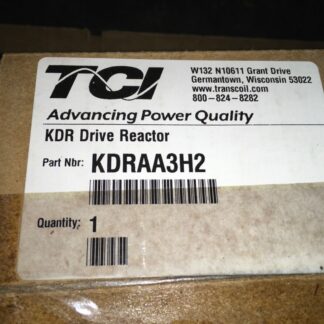 TCI
W132 N10611 Grant Drive
Germantown, Wisconsin 53022
www.transcoil.com
800-824-8282
Advancing Power Quality
KDR Drive Reactor
Part Nbr: KDRAA3H2
Quantity: 1